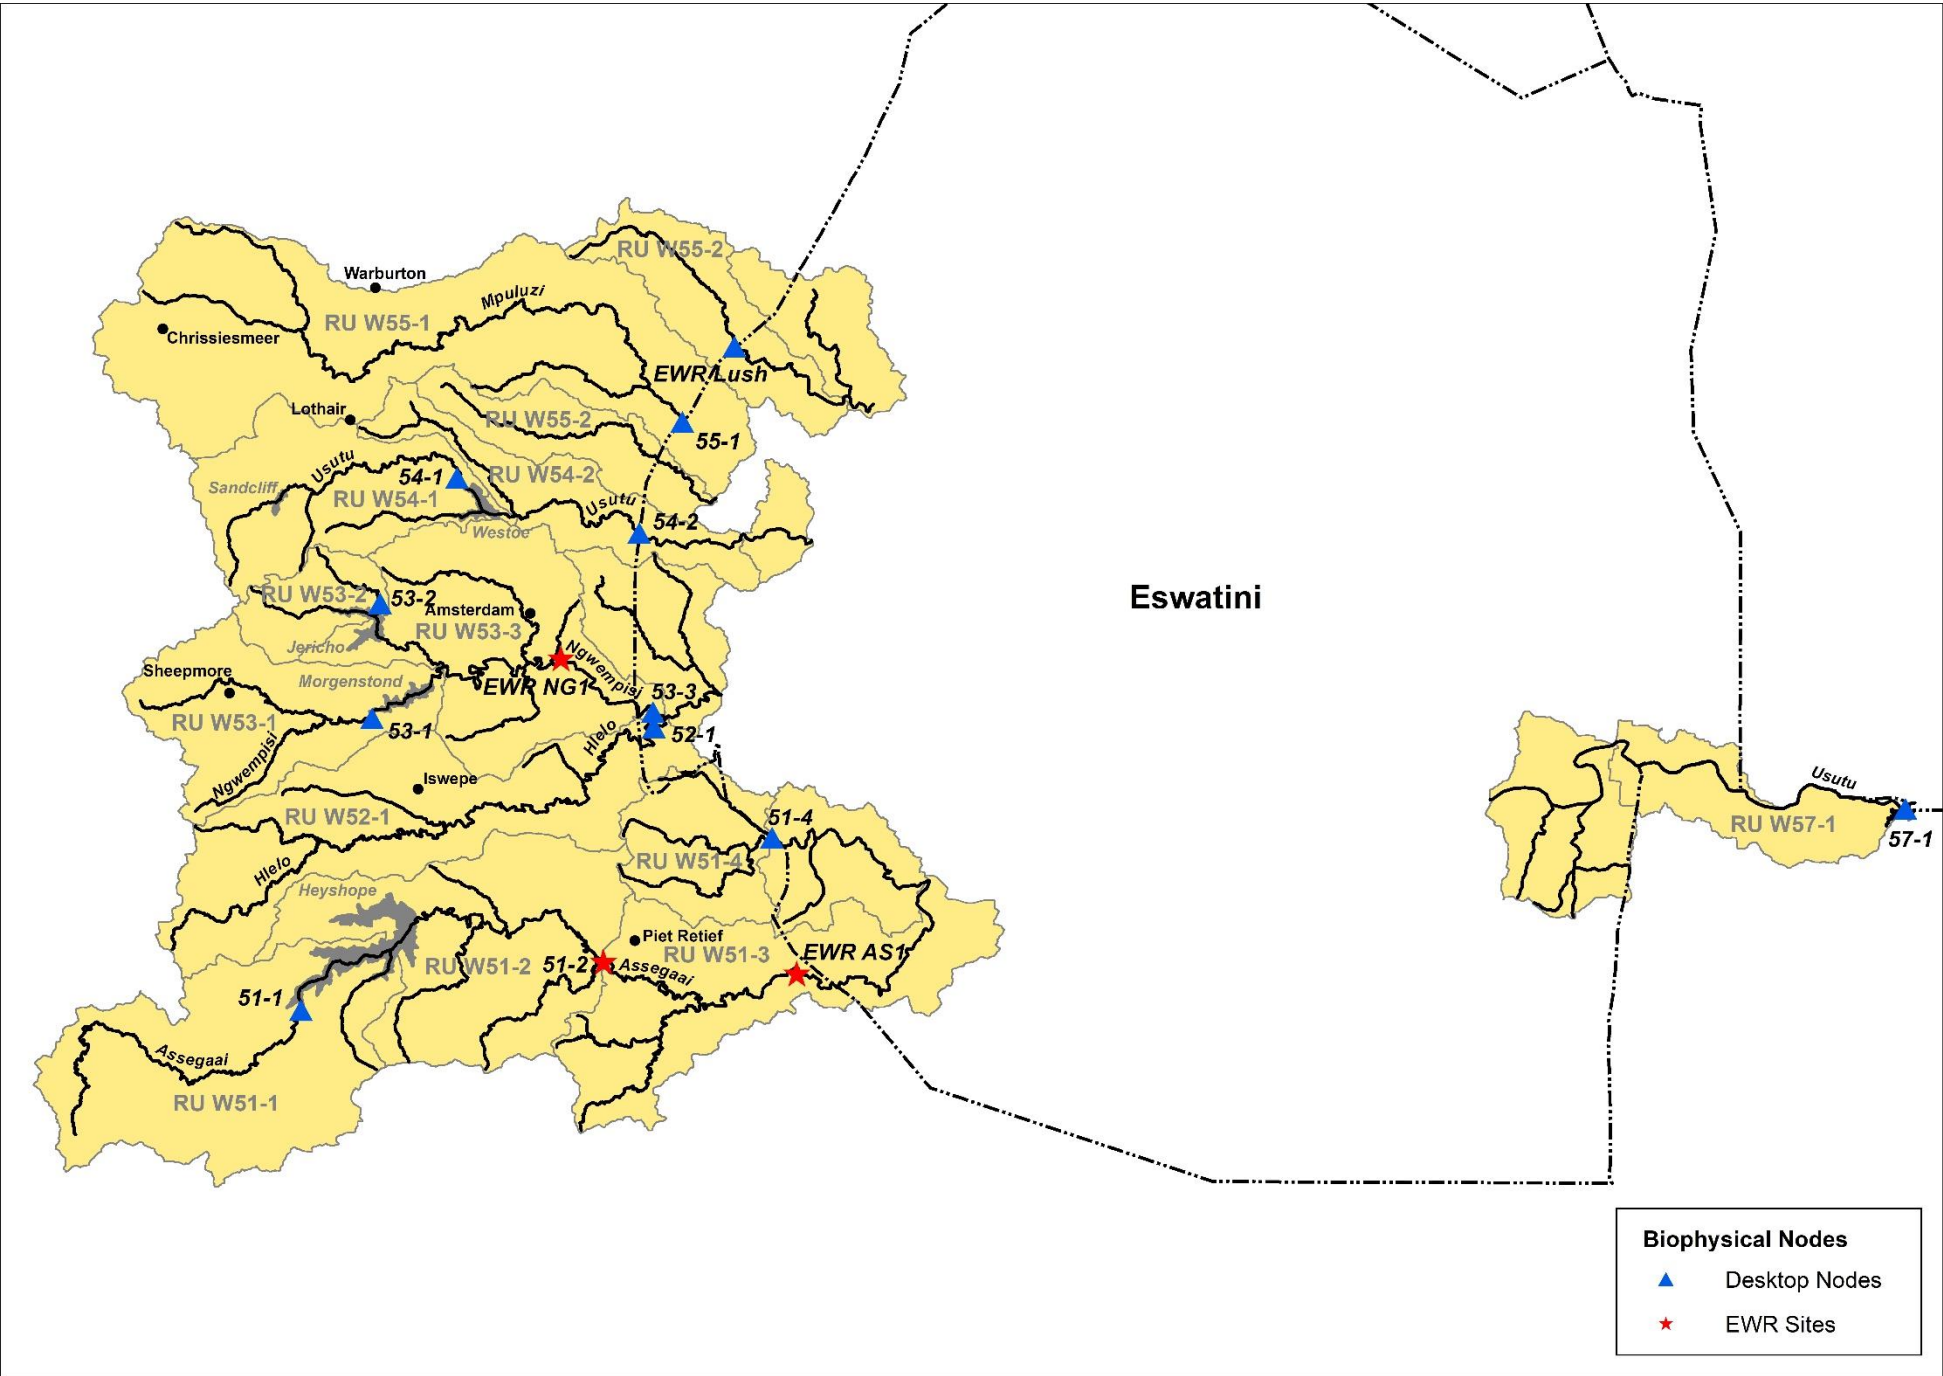 RU W55-2
Warburton
Mpuluzi
RU W55-1
Chrissiesmeer
EWR Lush
Lothair
RU W55-2
55-1
Usutu
54-1
RU W54-2
Sandcliff
RU W54-1
Usutu
Westoe
54-2
RU W53-2
53-2
Amsterdam
RU W53-3
Eswatini
Jericho
Ngwempisi
Sheepmore
Morgenstond
EWR NG1
53-3
RU W53-1
53-1
52-1
Hlelo
Ngwempisi
Iswepe
Usutu
RU W52-1
51-4
RU W57-1
57-1
Hlelo
RU W51-4
Heyshope
Piet Retief
RU W51-3
EWR AS1
RU W51-2
51-2
Assegaai
51-1
Assegaai
RU W51-1
Biophysical Nodes
Desktop Nodes
EWR Sites